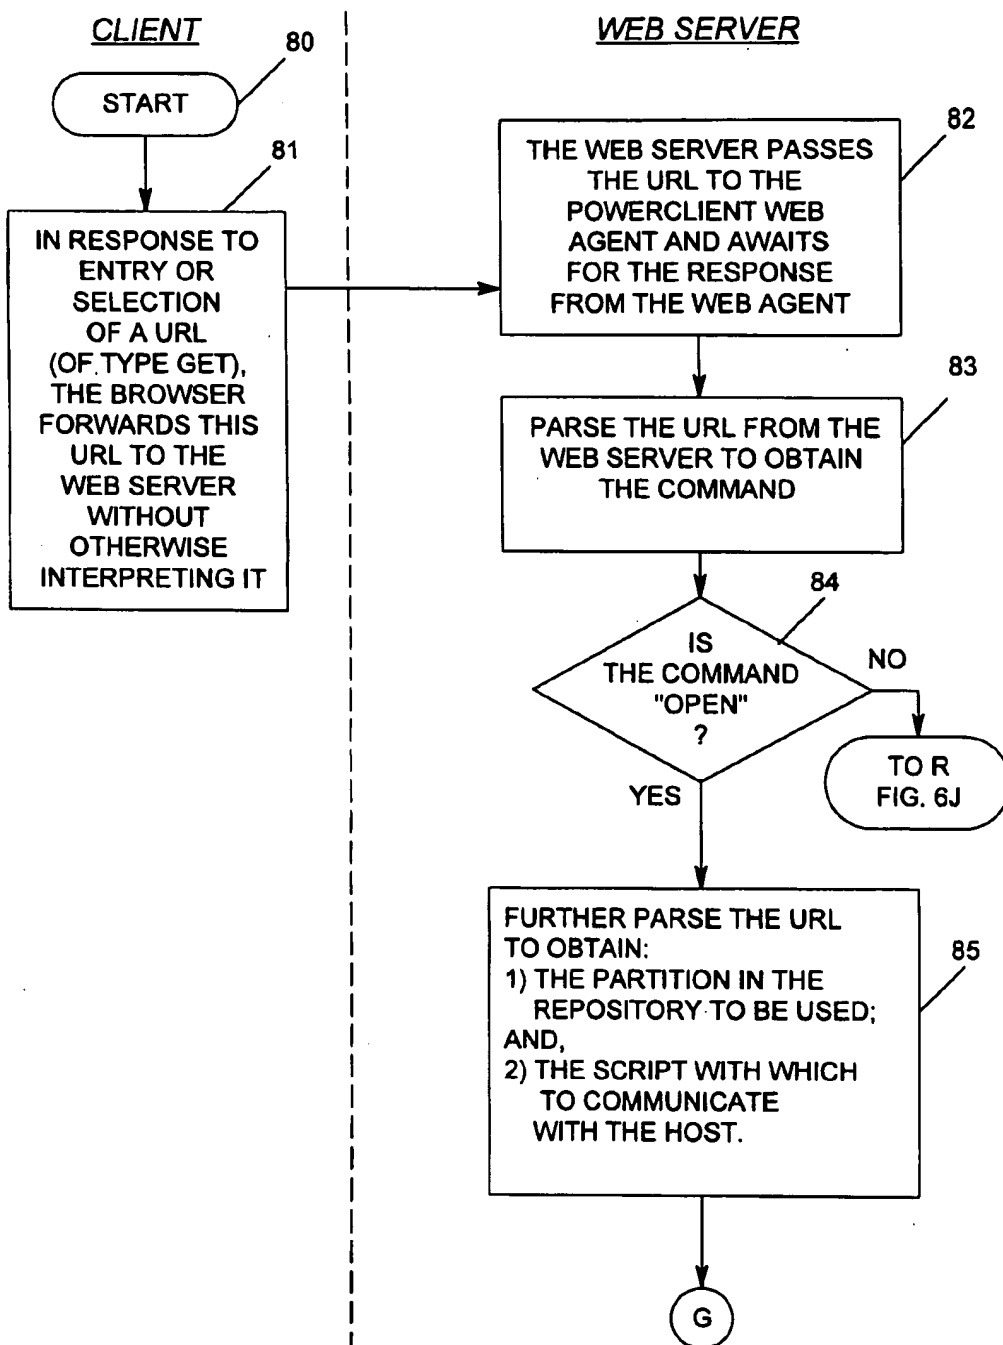 CLIENT
80
START
81
IN RESPONSE TO
ENTRY OR
SELECTION
OF A URL
(OF TYPE GET),
THE BROWSER
FORWARDS THIS
URL TO THE
WEB SERVER
WITHOUT
OTHERWISE
INTERPRETING IT
WEB SERVER
82
THE WEB SERVER PASSES
THE URL TO THE
POWERCLIENT WEB
AGENT AND AWAITS
FOR THE RESPONSE
FROM THE WEB AGENT
83
PARSE THE URL FROM THE
WEB SERVER TO OBTAIN
THE COMMAND
84
IS
THE COMMAND
"OPEN"
?
NO
TO R
FIG. 6J
YES
85
FURTHER PARSE THE URL
TO OBTAIN:
1) THE PARTITION IN THE
REPOSITORY TO BE USED;
AND,
2) THE SCRIPT WITH WHICH
TO COMMUNICATE
WITH THE HOST.
G